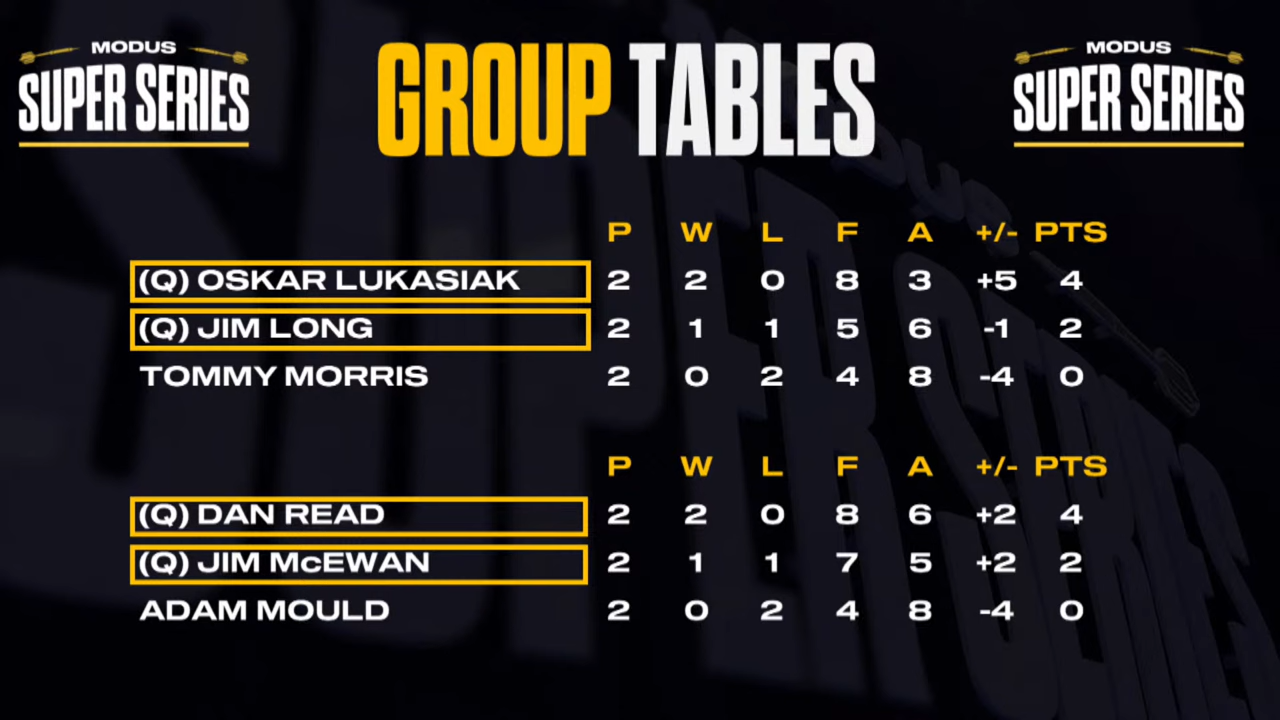 MODUS
SUPER SERIES
GROUP TABLES
MODUS
SUPER SERIES
P W L F A +/- PTS
(Q) OSKAR LUKASIAK 2 2 0 8 3 +5 4
(Q) JIM LONG 2 1 1 5 6 -1 2
TOMMY MORRIS 2 0 2 4 8 -4 0
P W L F A +/- PTS
(Q) DAN READ 2 2 0 8 6 +2 4
(Q) JIM McEWAN 2 1 1 7 5 +2 2
ADAM MOULD 2 0 2 4 8 -4 0